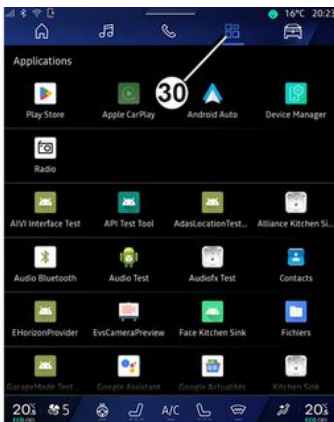 16°C 20:23
Applications
30
Play Store Apple CarPlay Android Auto Device Manager
Radio
AIVI Interface Test API Test Tool AdasLocationTest... Alliance Kitchen Si...
Audio Bluetooth Audio Test Audiofx Test Contacts
EHorizonProvider EvsCameraPreview Face Kitchen Sink Fichiers
GarageMode Test Google Assistant Google Actualités Kitchen Sink
20 5 A/C 20